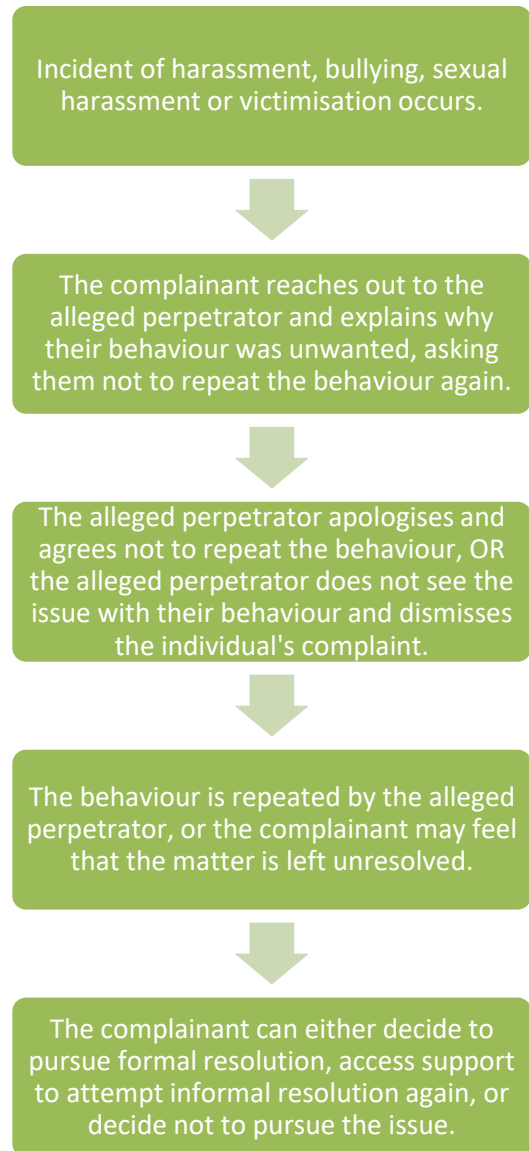 Incident of harassment, bullying, sexual
harassment or victimisation occurs.
The complainant reaches out to the
alleged perpetrator and explains why
their behaviour was unwanted, asking
them not to repeat the behaviour again.
The alleged perpetrator apologises and
agrees not to repeat the behaviour, OR
the alleged perpetrator does not see the
issue with their behaviour and dismisses
the individual's complaint.
The behaviour is repeated by the alleged
perpetrator, or the complainant may feel
that the matter is left unresolved.
The complainant can either decide to
pursue formal resolution, access support
to attempt informal resolution again, or
decide not to pursue the issue.